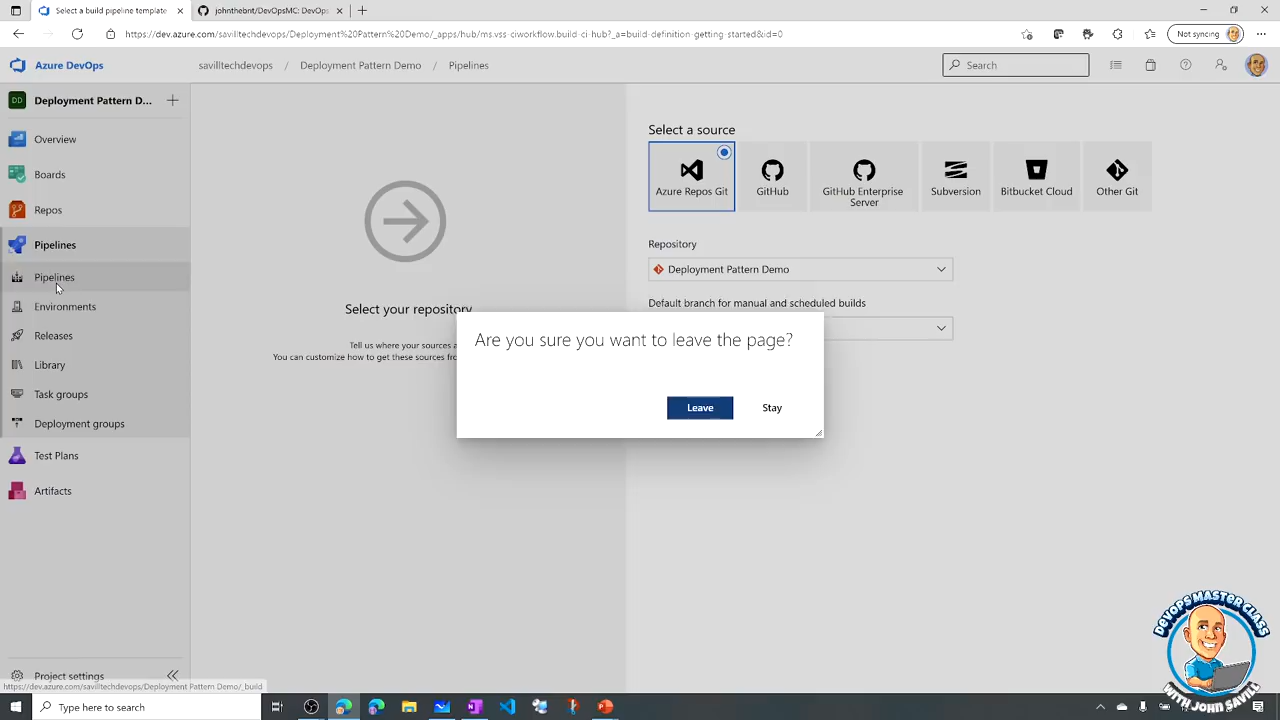 Select a build pipeline template
johnthebnt/DevOpsMC: DevOps
https://dev.azure.com/savilltechdevops/Deployment%20Pattern%20Demo/_apps/hub/ms.vss-ciworkflow.build-ci-hub?_a=build-definition-getting-started&id=0
Not syncing
Azure DevOps
savilltechdevops / Deployment Pattern Demo / Pipelines
Search
DD Deployment Pattern D...
Overview
Boards
Repos
Pipelines
Pipelines
Environments
Releases
Library
Task groups
Deployment groups
Test Plans
Artifacts
Project settings
https://dev.azure.com/savilltechdevops/Deployment Pattern Demo/_build
Select your repository
Tell us where your sources a
You can customize how to get these sources fro
Select a source
Azure Repos Git
GitHub
GitHub Enterprise
Server
Subversion
Bitbucket Cloud
Other Git
Repository
Deployment Pattern Demo
Default branch for manual and scheduled builds
Are you sure you want to leave the page?
Leave
Stay
DEVOPS MASTER CLASS
WITH JOHN SAVILL
Type here to search